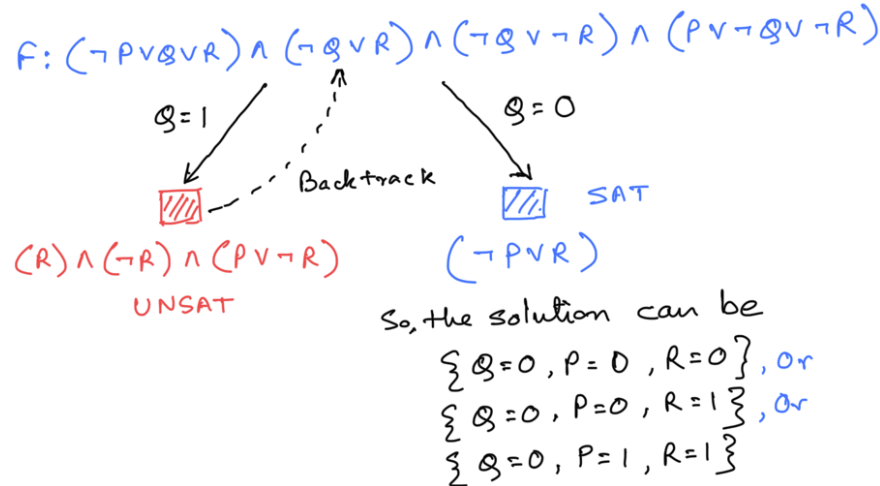 F: (¬P∨Q∨R) ∧ (¬Q∨R) ∧ (¬Q∨¬R) ∧ (P∨¬Q∨¬R)
Q=1
Q=0
Backtrack
SAT
(R) ∧ (¬R) ∧ (P∨¬R)
(¬P∨R)
UNSAT
So, the solution can be
{Q=0, P=0, R=0}, or
{Q=0, P=0, R=1}, or
{Q=0, P=1, R=1}